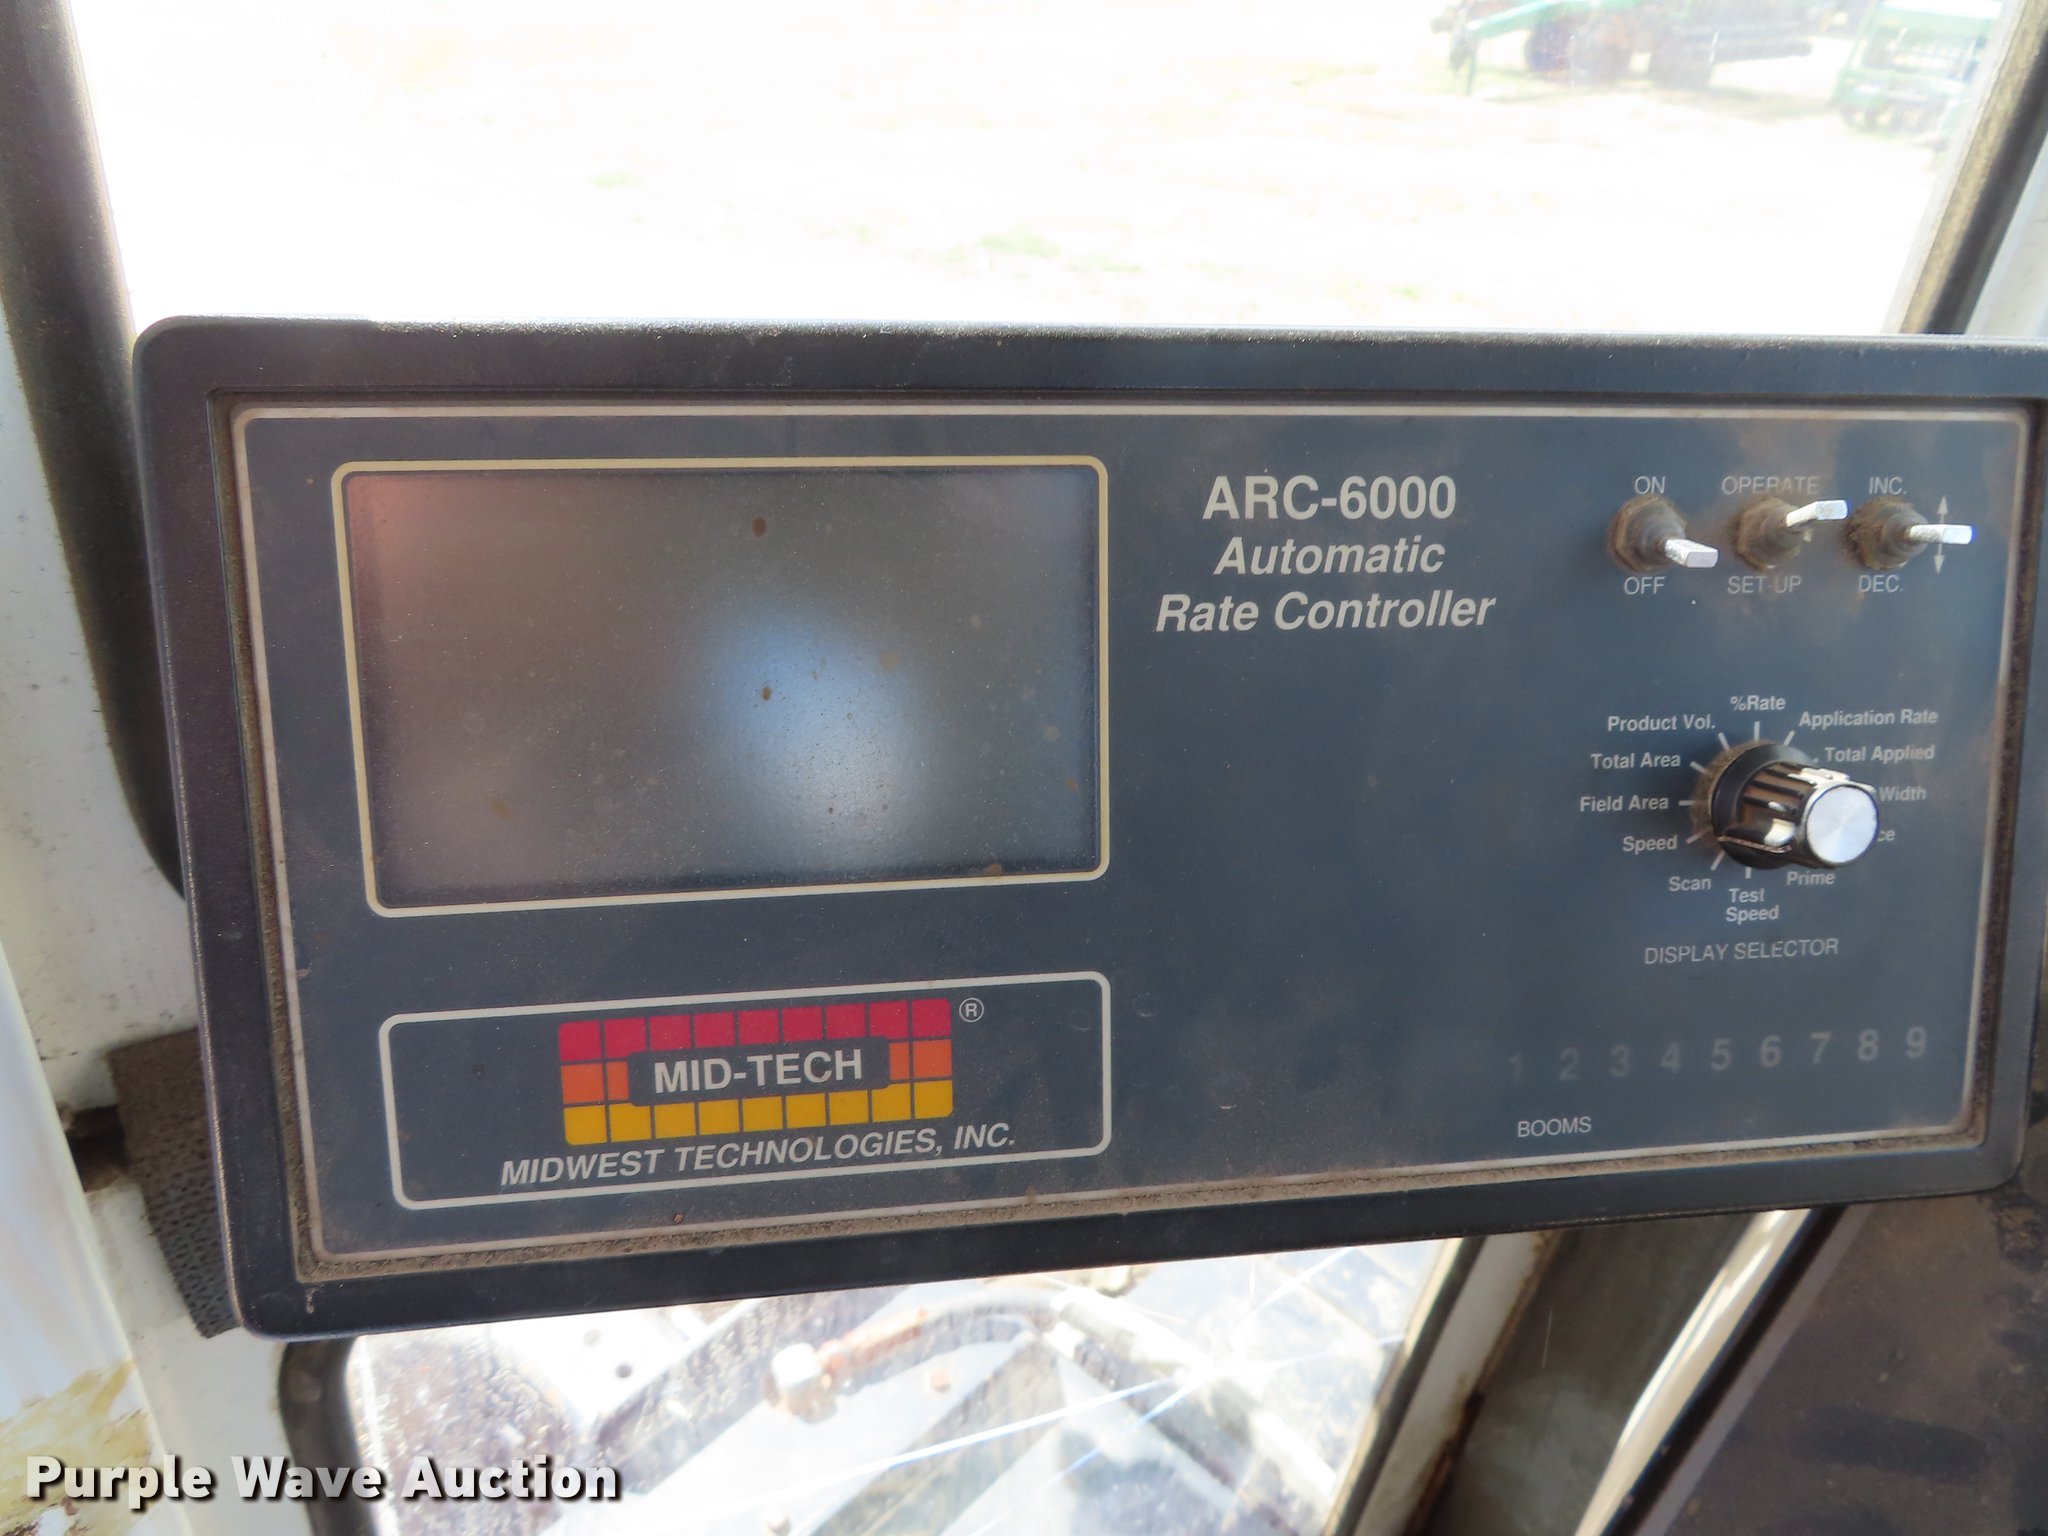 ARC-6000
Automatic
Rate Controller
ON
OFF
OPERATE
SET-UP
INC.
DEC.
%Rate
Application Rate
Total Applied
Width
Prime
Test
Speed
Scan
Speed
Field Area
Total Area
Product Vol.
DISPLAY SELECTOR
1 2 3 4 5 6 7 8 9
BOOMS
MID-TECH ®
MIDWEST TECHNOLOGIES, INC.
Purple Wave Auction